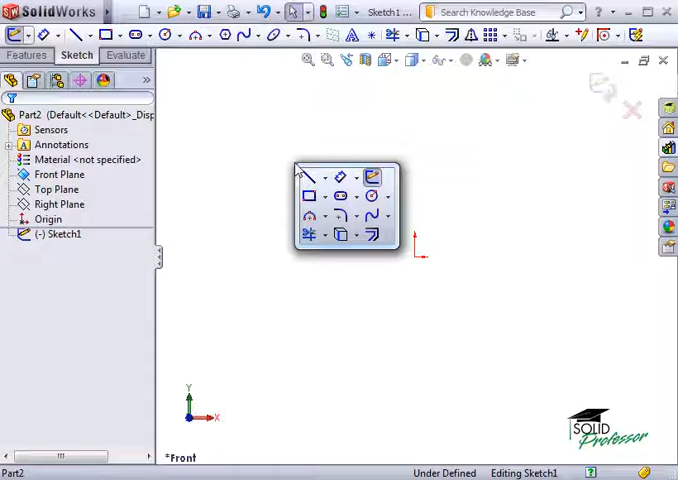 SW SolidWorks
Sketch1 ...
Search Knowledge Base
Features
Sketch
Evaluate
Part2 (Default<<Default>_Disp
Sensors
Annotations
Material <not specified>
Front Plane
Top Plane
Right Plane
Origin
(-) Sketch1
Y
X
*Front
SOLID
Professor
Part2
Under Defined
Editing Sketch1